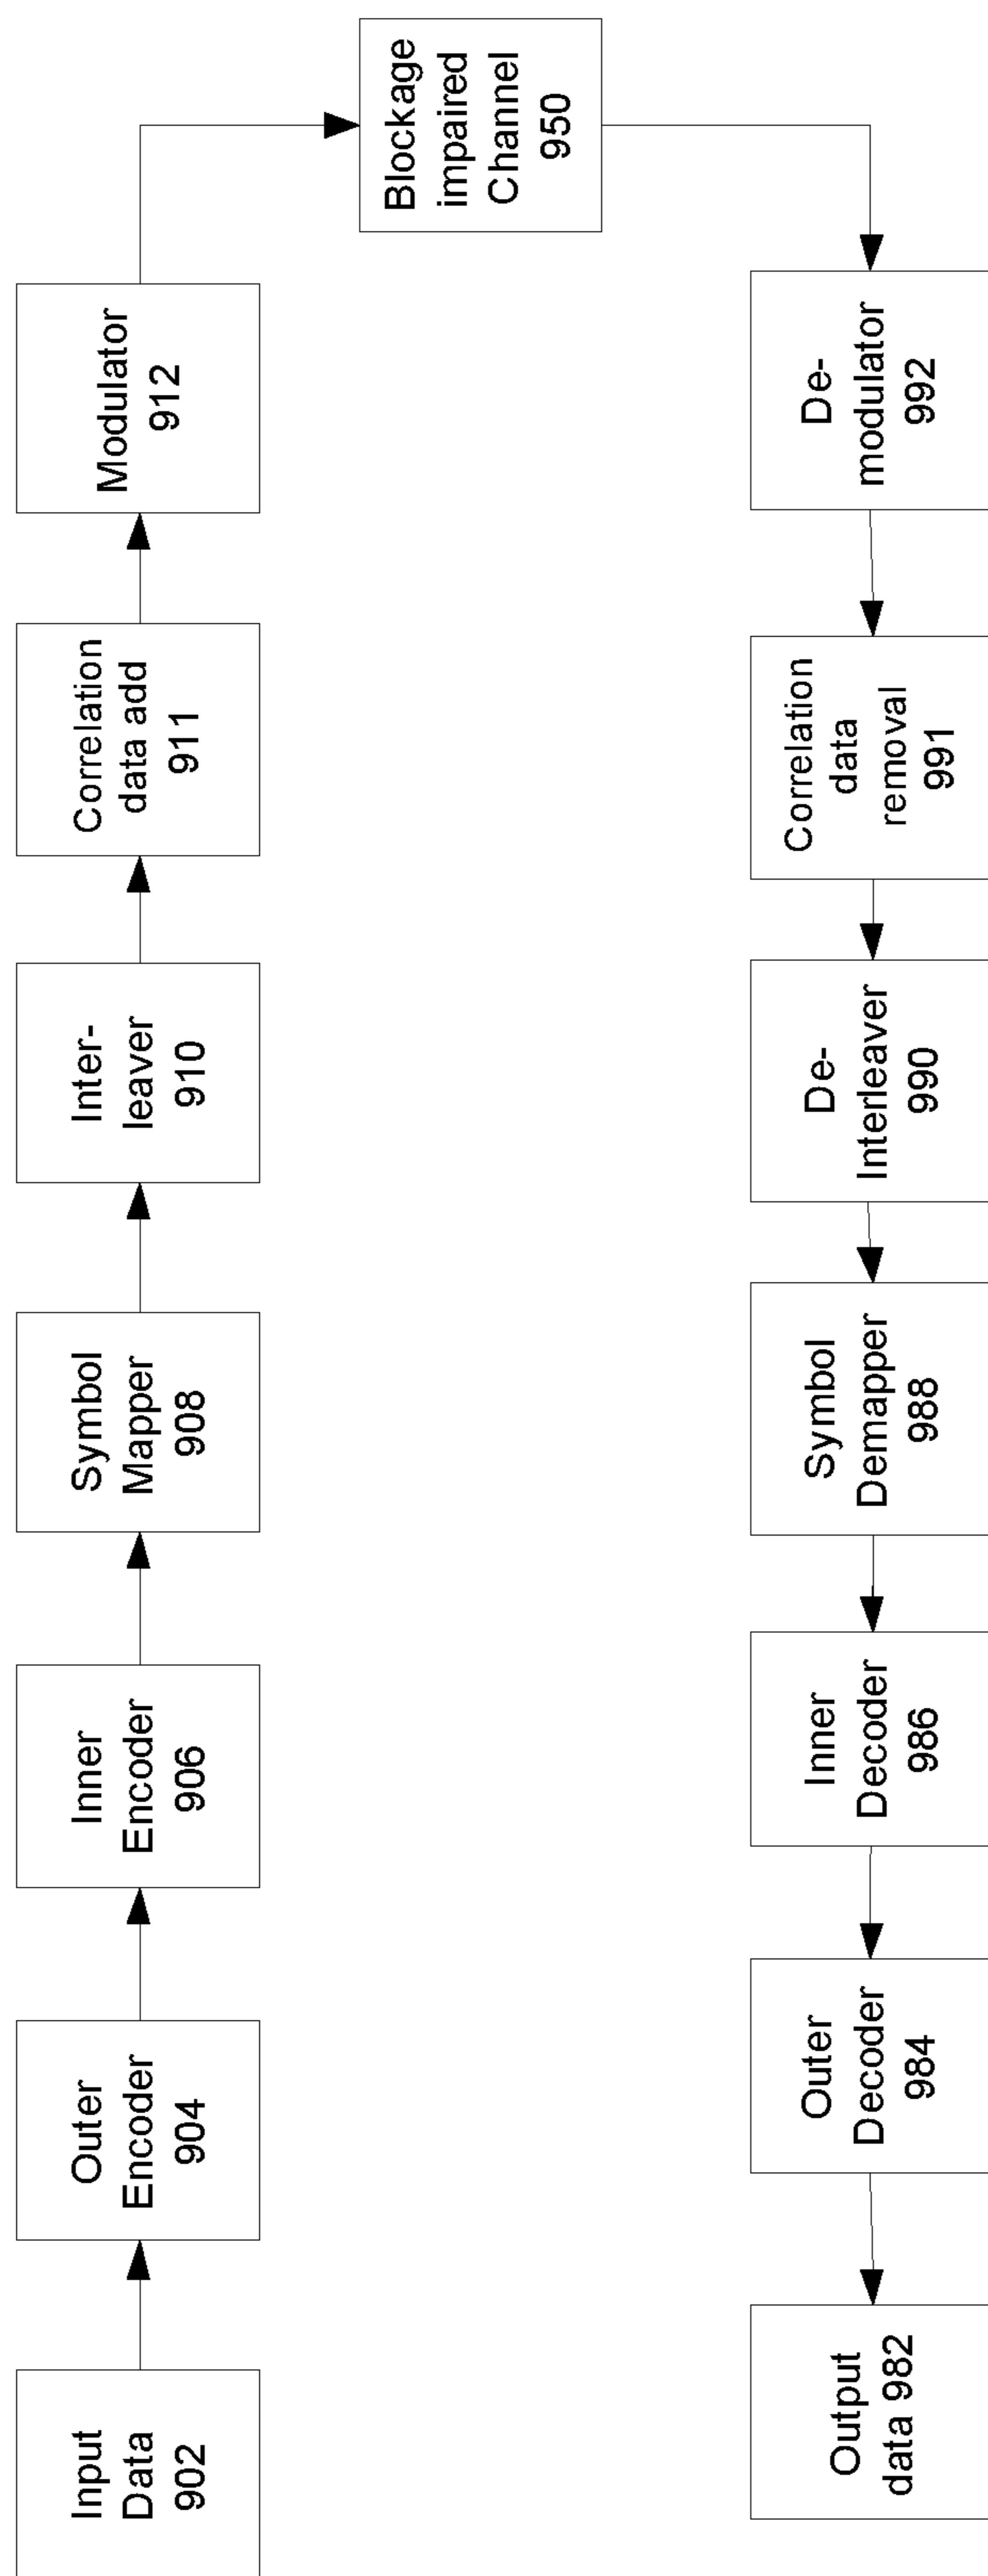 Input
Data
902
Outer
Encoder
904
Inner
Encoder
906
Symbol
Mapper
908
Inter-
leaver
910
Correlation
data add
911
Modulator
912
Blockage
impaired
Channel
950
De-
modulator
992
Correlation
data
removal
991
De-
Interleaver
990
Symbol
Demapper
988
Inner
Decoder
986
Outer
Decoder
984
Output
data 982